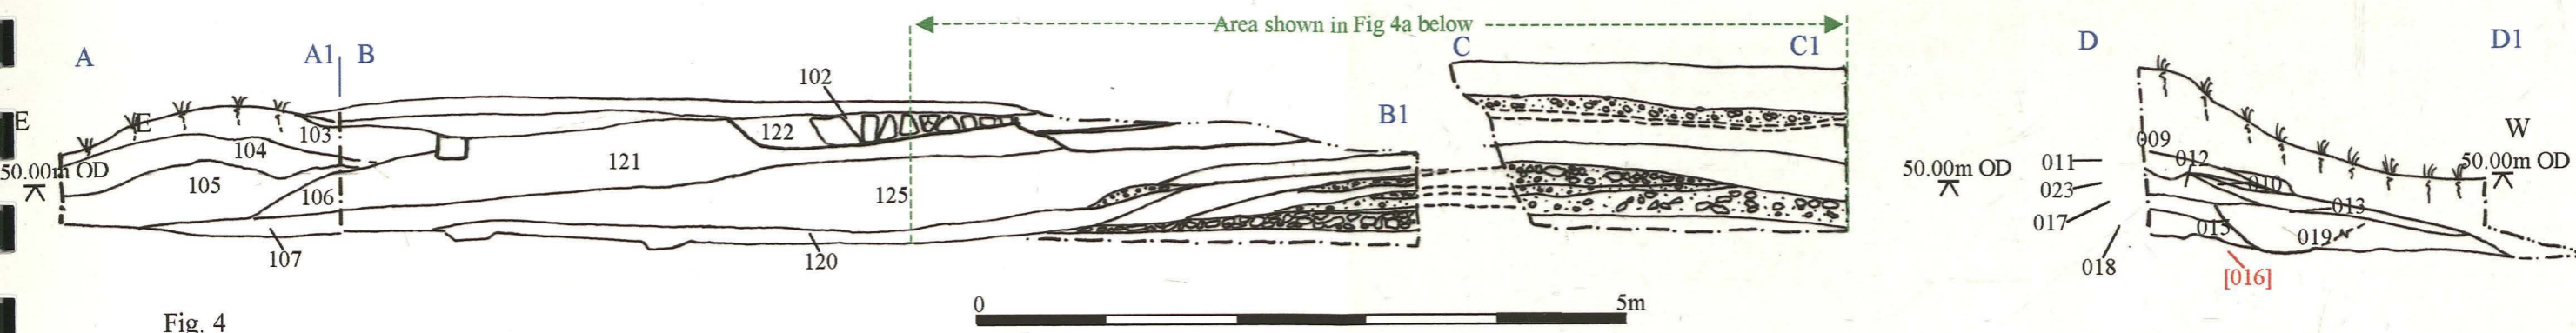 Area shown in Fig 4a below
A
A1
B
C
C1
D
D1
B1
E
E
W
102
103
104
105
106
107
122
121
125
120
50.00m OD
50.00m OD
50.00m OD
009
011
012
023
010
017
013
015
019
018
[016]
0
5m
Fig. 4